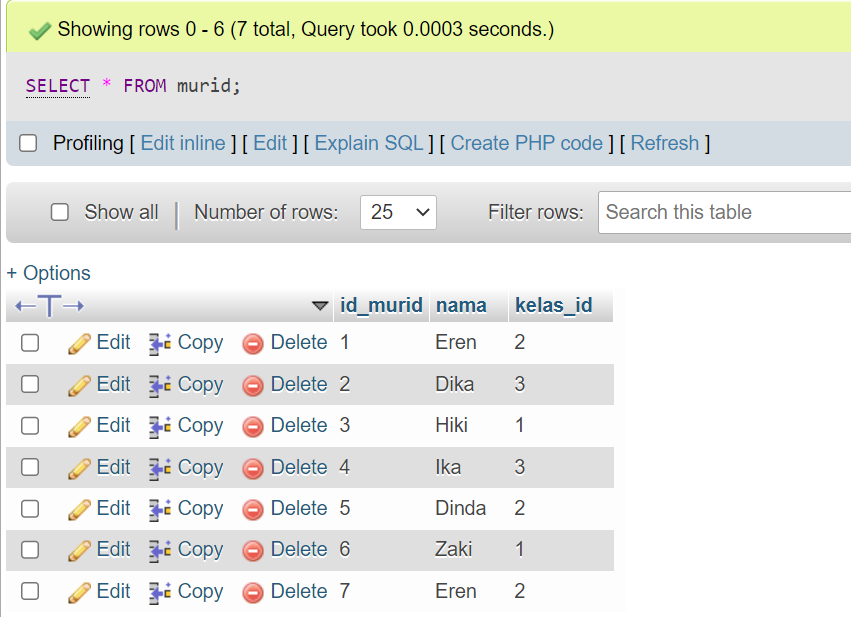 Showing rows 0 - 6 (7 total, Query took 0.0003 seconds.)
SELECT * FROM murid;
Profiling [ Edit inline ] [ Edit ] [ Explain SQL ] [ Create PHP code ] [ Refresh ]
Show all | Number of rows: 25 Filter rows: Search this table
+ Options
←T→ id_murid nama kelas_id
Edit Copy Delete 1 Eren 2
Edit Copy Delete 2 Dika 3
Edit Copy Delete 3 Hiki 1
Edit Copy Delete 4 Ika 3
Edit Copy Delete 5 Dinda 2
Edit Copy Delete 6 Zaki 1
Edit Copy Delete 7 Eren 2